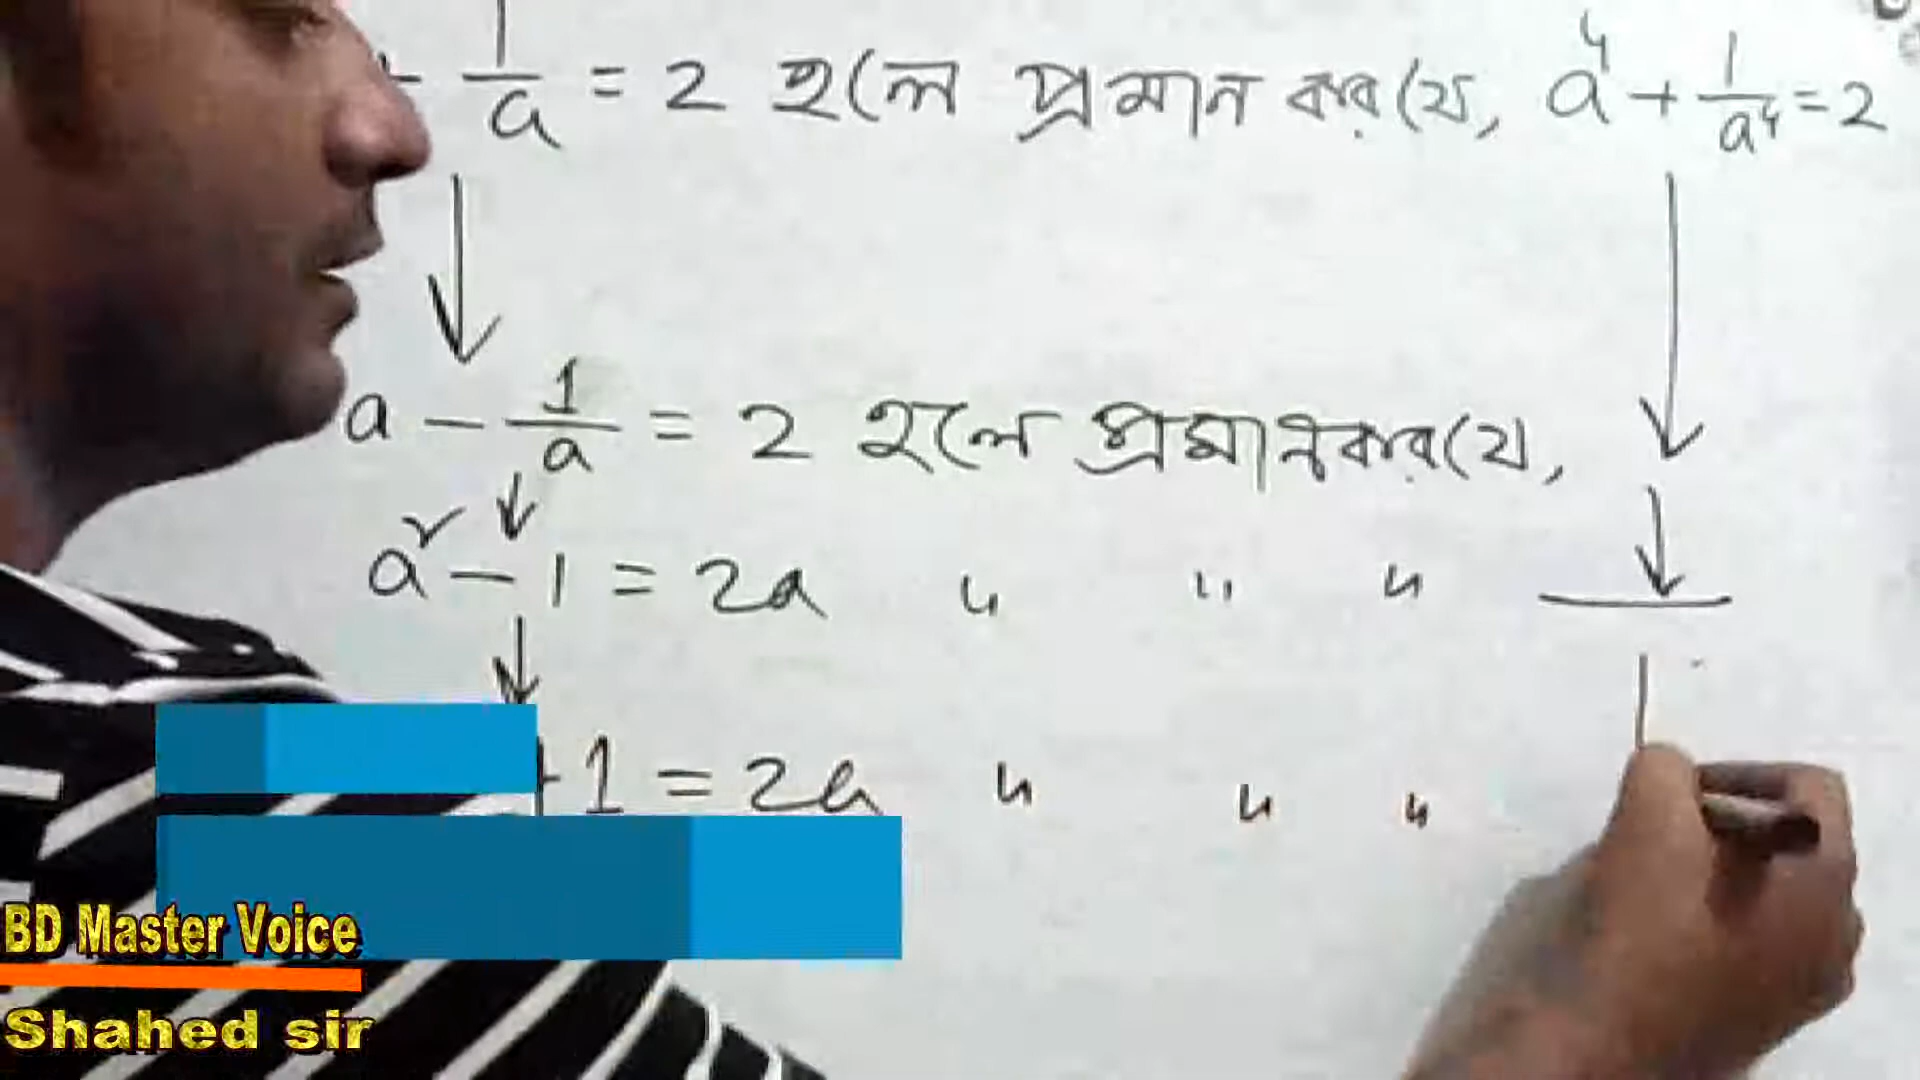 + 1/a = 2 হলে প্রমান কর যে, a⁴ + 1/a⁴ = 2
a - 1/a = 2 হলে প্রমান কর যে,
a² - 1 = 2a " " "
+1 = 2a " " "
BD Master Voice
Shahed sir